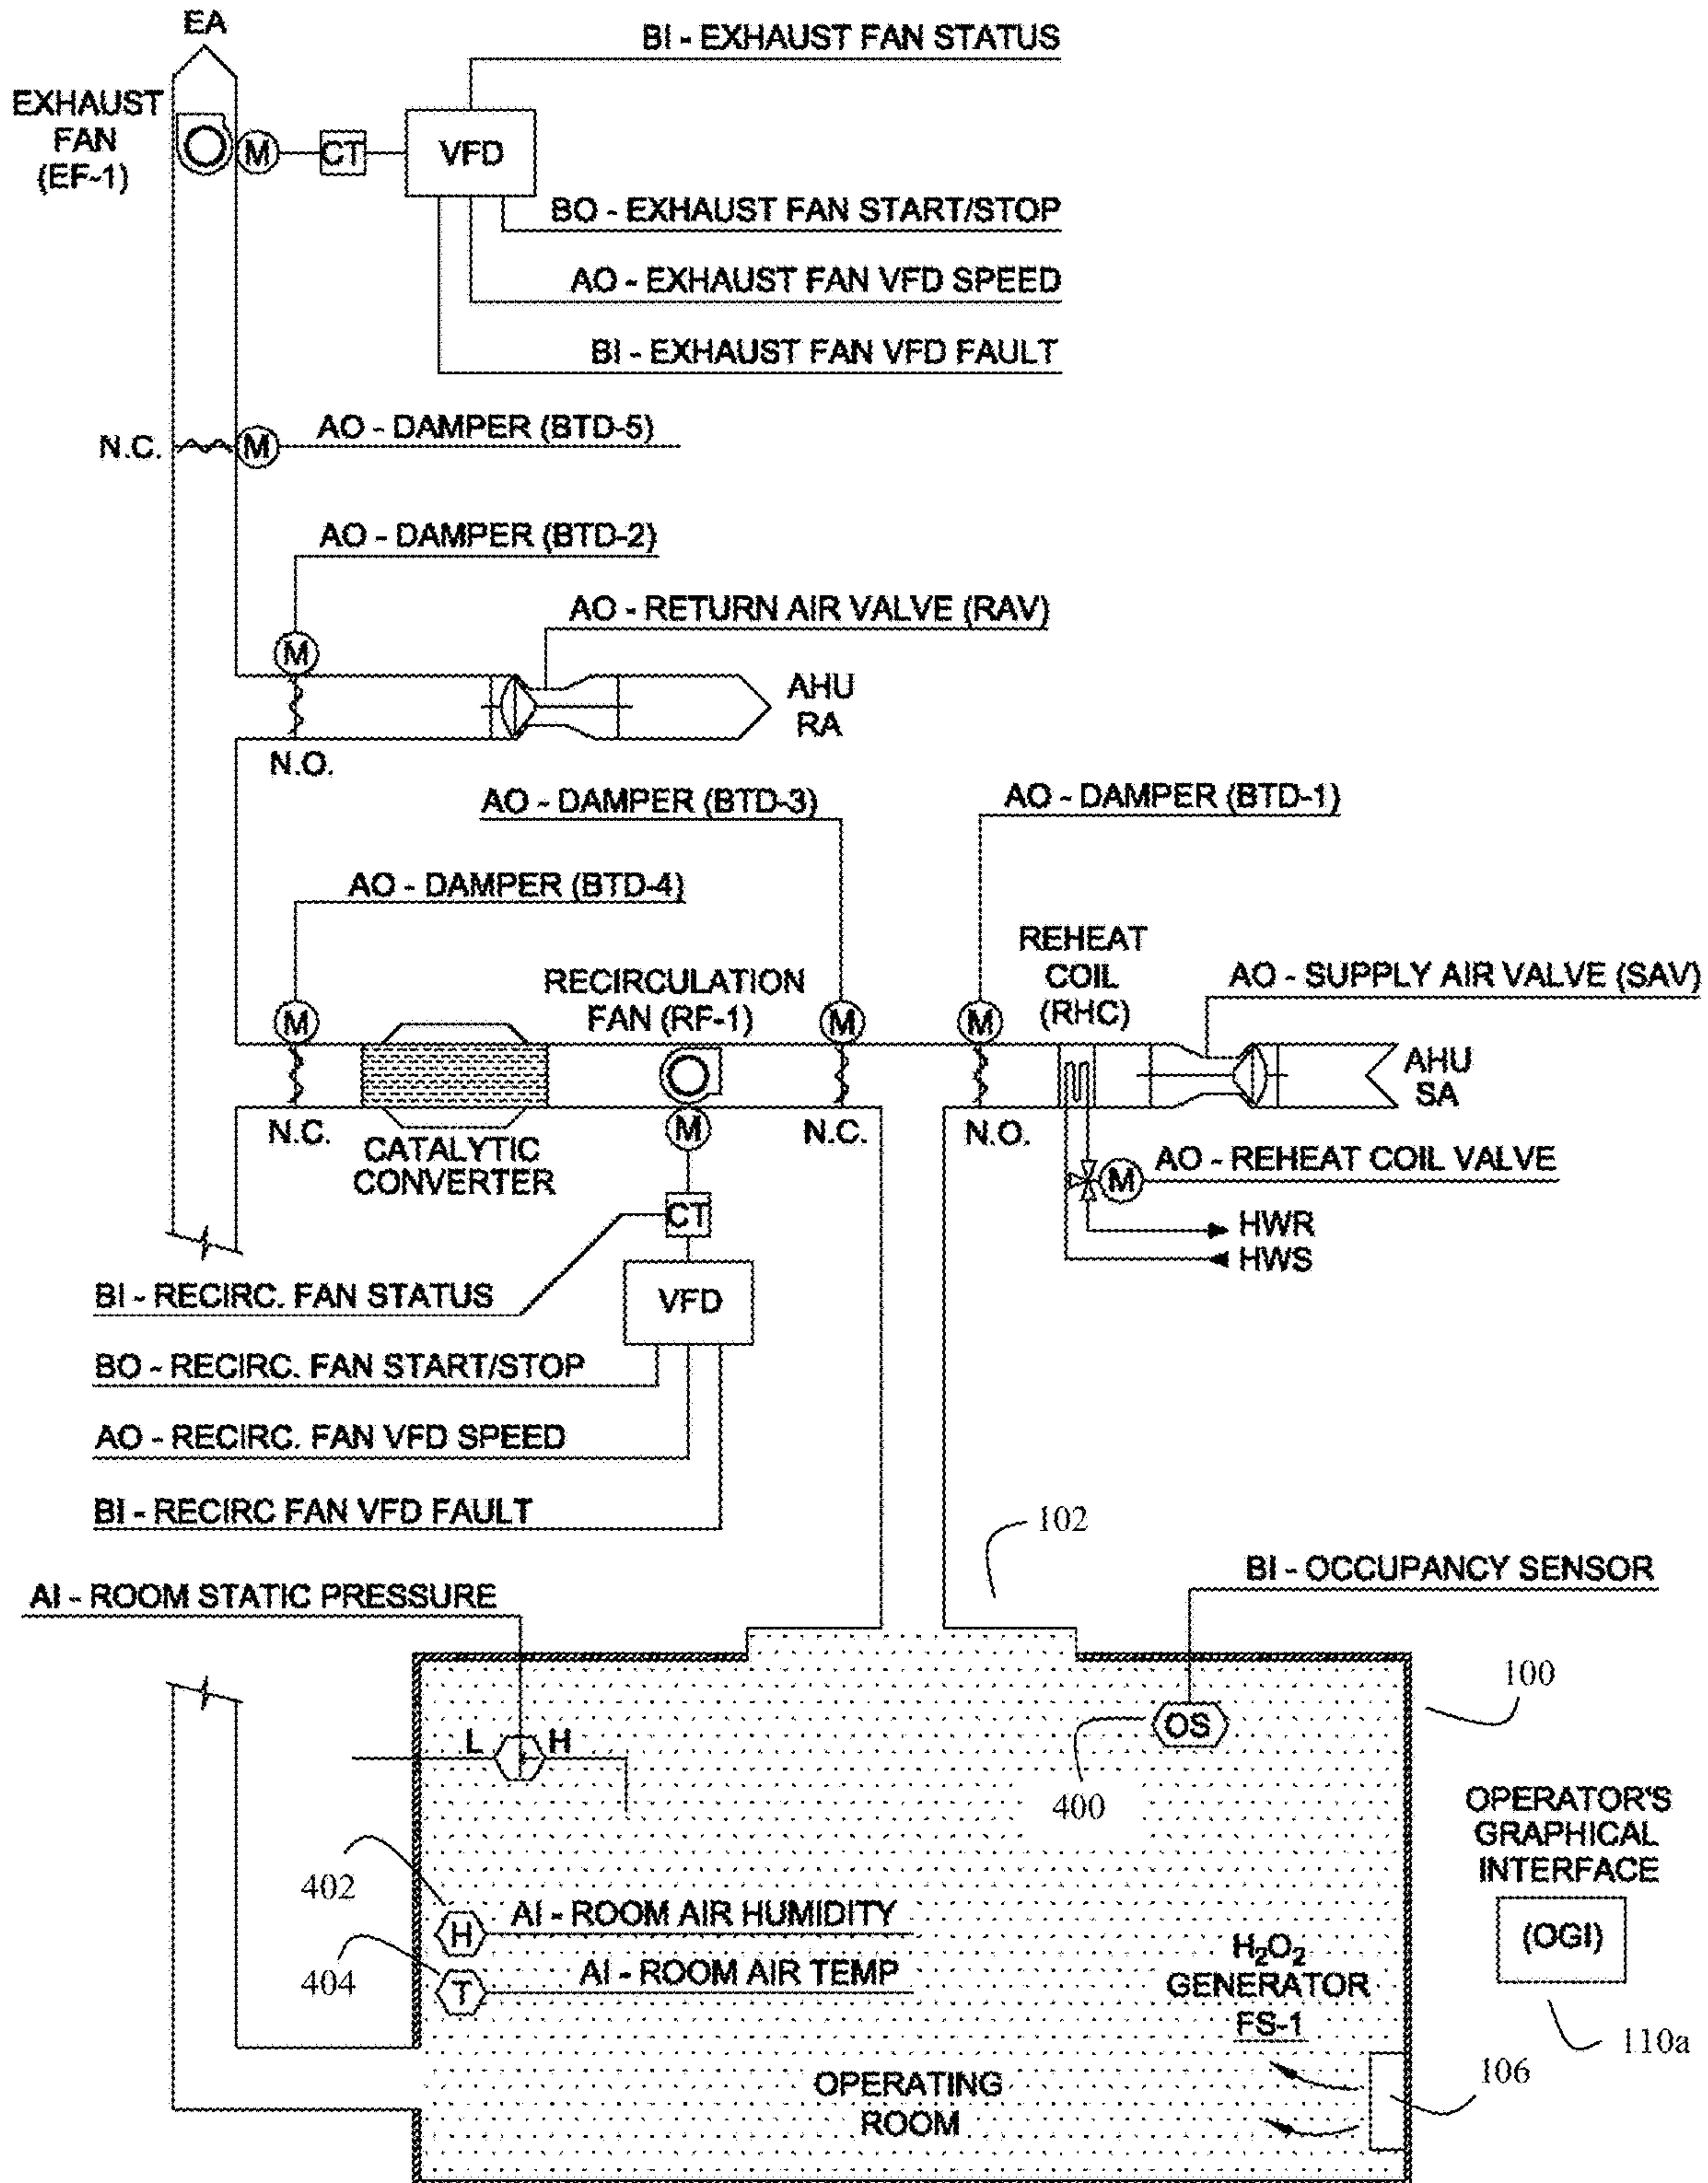 EA
BI - EXHAUST FAN STATUS
EXHAUST
FAN
(EF-1)
M
CT
VFD
BO - EXHAUST FAN START/STOP
AO - EXHAUST FAN VFD SPEED
BI - EXHAUST FAN VFD FAULT
N.C.
M
AO - DAMPER (BTD-5)
AO - DAMPER (BTD-2)
AO - RETURN AIR VALVE (RAV)
M
AHU
RA
N.O.
AO - DAMPER (BTD-3)
AO - DAMPER (BTD-1)
AO - DAMPER (BTD-4)
REHEAT
COIL
(RHC)
AO - SUPPLY AIR VALVE (SAV)
RECIRCULATION
FAN (RF-1)
M
M
M
AHU
SA
N.C.
CATALYTIC
CONVERTER
M
N.C.
N.O.
AO - REHEAT COIL VALVE
M
CT
HWR
HWS
BI - RECIRC. FAN STATUS
VFD
BO - RECIRC. FAN START/STOP
AO - RECIRC. FAN VFD SPEED
BI - RECIRC FAN VFD FAULT
102
BI - OCCUPANCY SENSOR
AI - ROOM STATIC PRESSURE
100
OS
L
H
400
OPERATOR'S
GRAPHICAL
INTERFACE
(OGI)
402
H
AI - ROOM AIR HUMIDITY
404
T
AI - ROOM AIR TEMP
H₂O₂
GENERATOR
FS-1
110a
106
OPERATING
ROOM